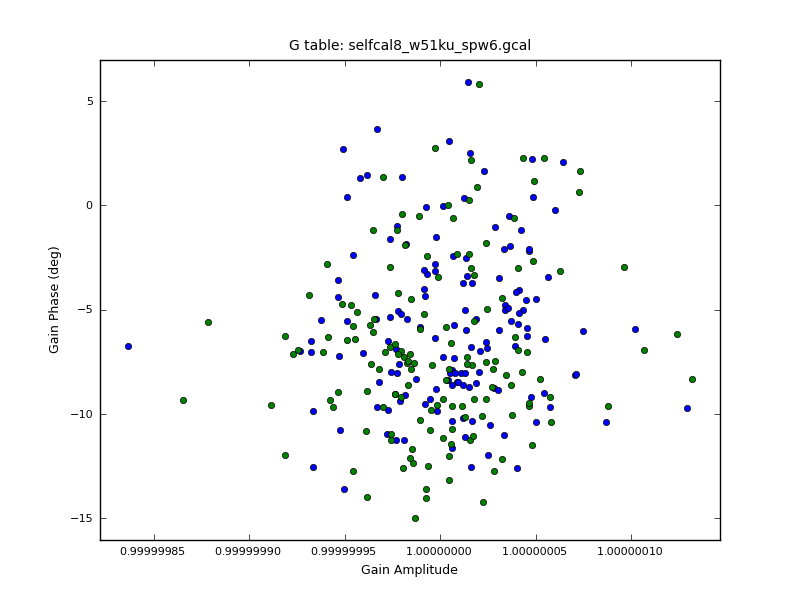 G table: selfcal8_w51ku_spw6.gcal
Gain Phase (deg)
5
0
−5
−10
−15
0.99999985 0.99999990 0.99999995 1.00000000 1.00000005 1.00000010
Gain Amplitude